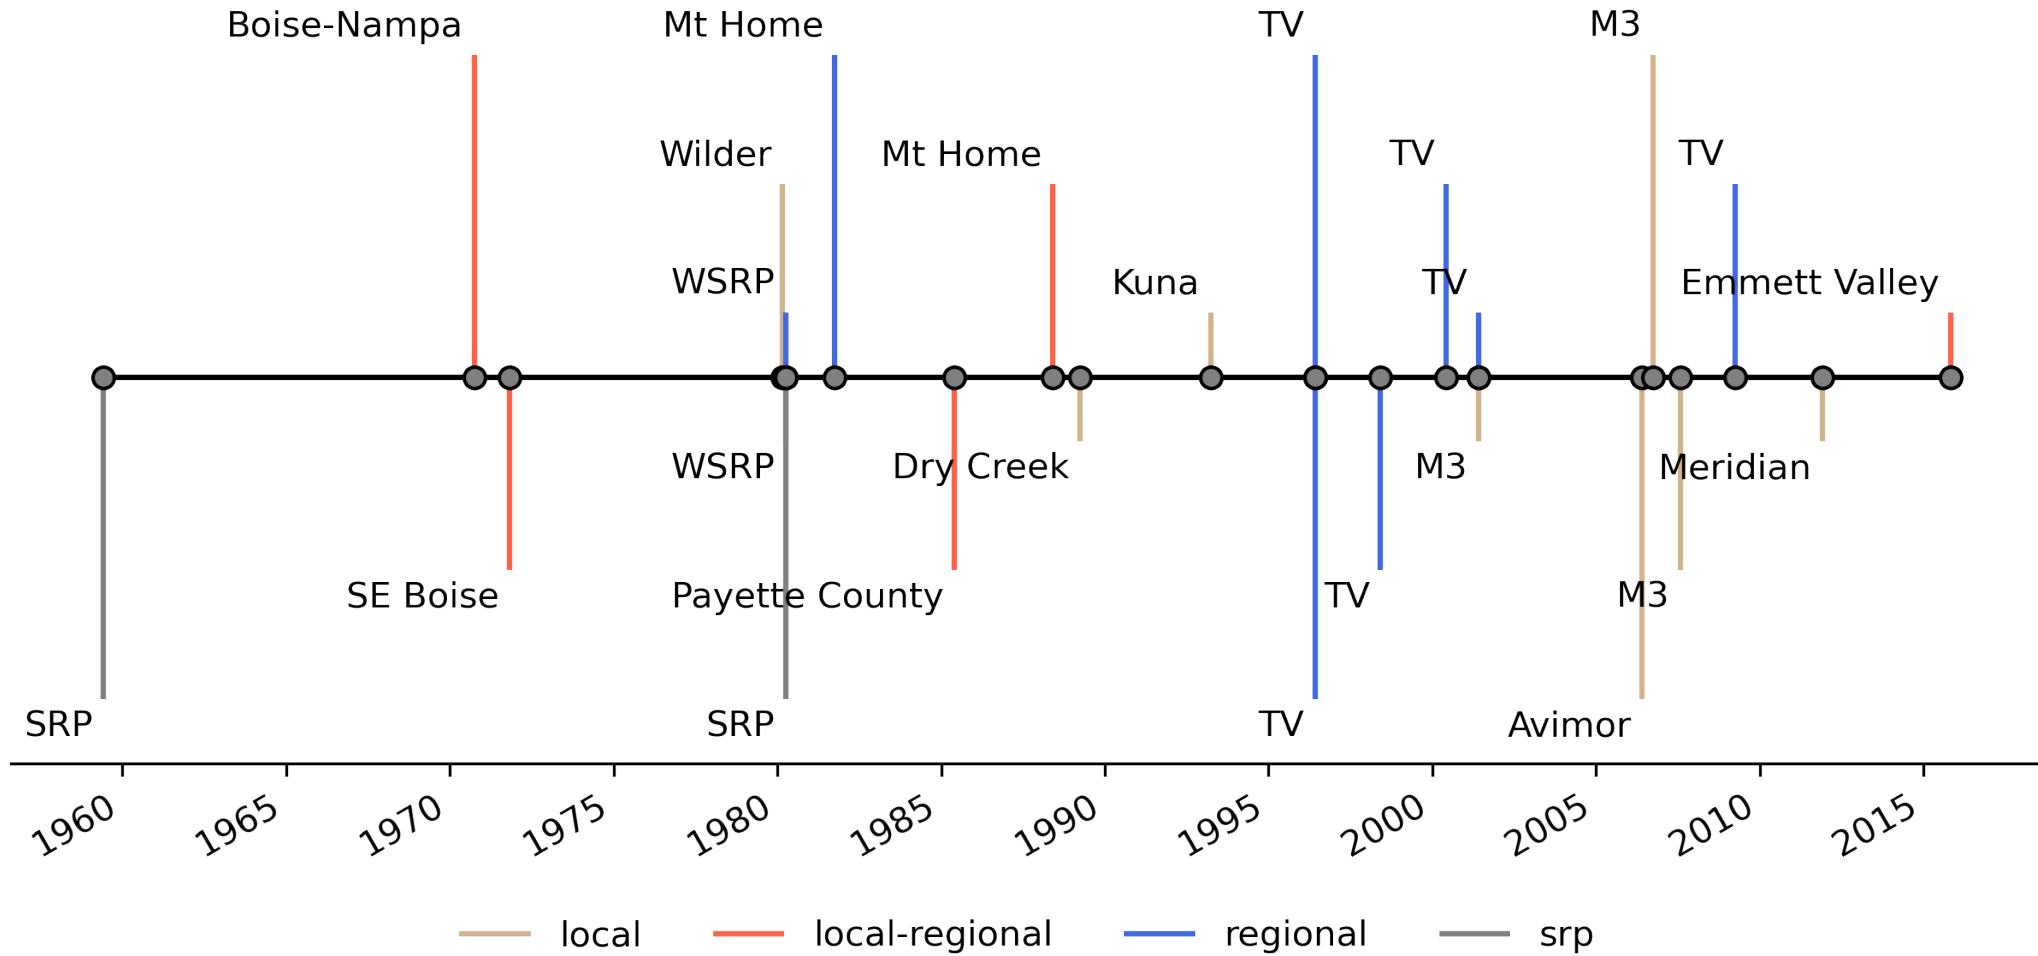 Boise-Nampa
Mt Home
TV
M3
Wilder
Mt Home
TV
TV
WSRP
Kuna
TV
Emmett Valley
WSRP
Dry Creek
M3
Meridian
SE Boise
Payette County
TV
M3
SRP
SRP
TV
Avimor
1960
1965
1970
1975
1980
1985
1990
1995
2000
2005
2010
2015
local
local-regional
regional
srp